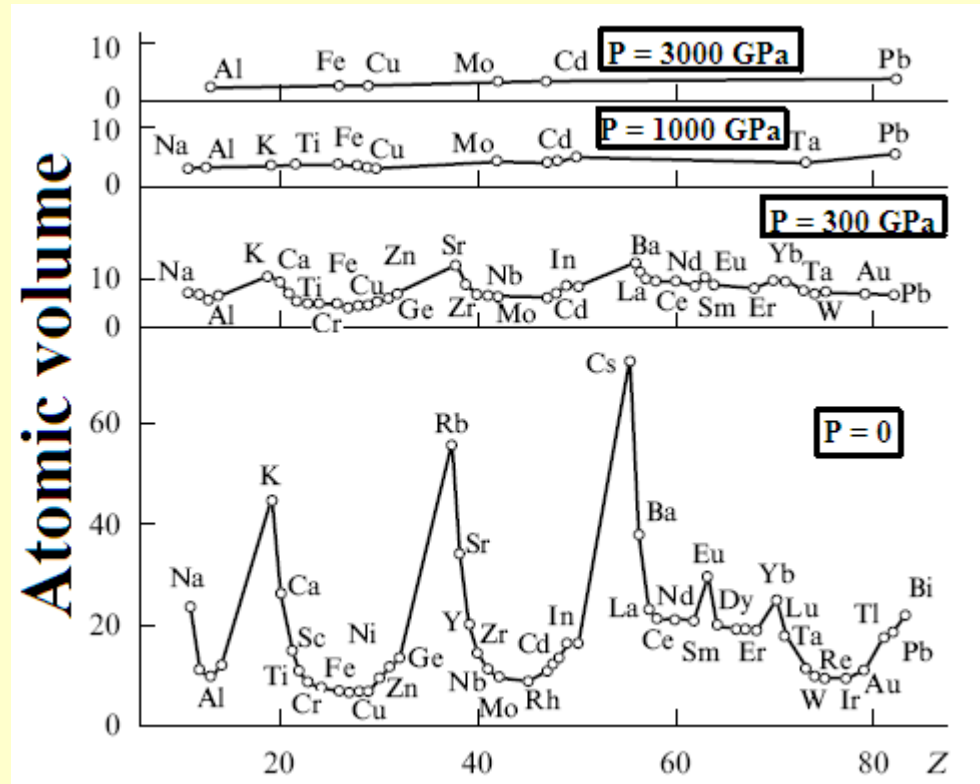 Atomic volume
10
0
Al
Fe
Cu
Mo
Cd
P = 3000 GPa
Pb
10
0
Na
Al
K
Ti
Fe
Cu
Mo
Cd
P = 1000 GPa
Ta
Pb
P = 300 GPa
10
0
Na
Al
K
Ca
Ti
Cr
Fe
Cu
Zn
Ge
Sr
Zr
Nb
Mo
In
Cd
Ba
La
Ce
Nd
Sm
Eu
Er
Yb
Ta
W
Au
Pb
P = 0
60
40
20
0
Na
Al
K
Ca
Sc
Ti
Cr
Fe
Ni
Cu
Zn
Ge
Rb
Sr
Y
Zr
Nb
Mo
Rh
Cd
In
Cs
Ba
La
Ce
Nd
Sm
Eu
Dy
Er
Yb
Lu
Ta
W
Re
Ir
Au
Tl
Pb
Bi
20
40
60
80
Z